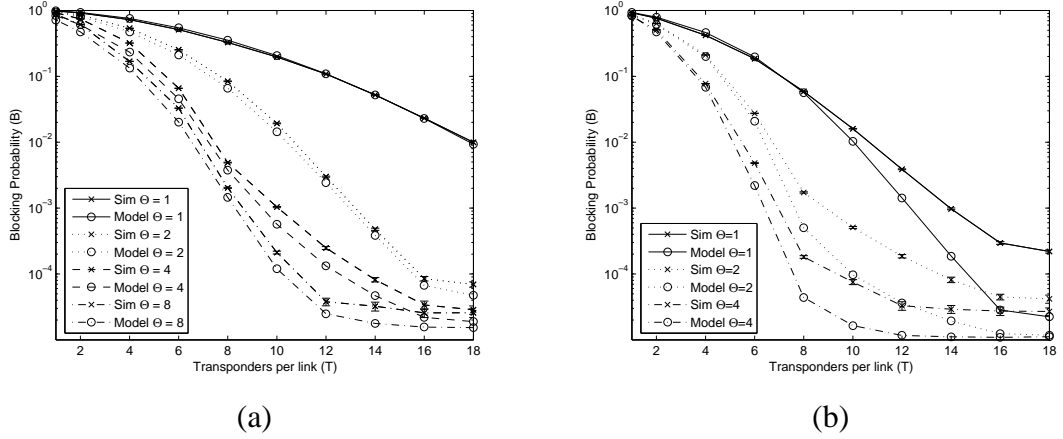 10^0
10^-1
10^-2
10^-3
10^-4
Blocking Probability (B)
Sim Θ = 1
Model Θ = 1
Sim Θ = 2
Model Θ = 2
Sim Θ = 4
Model Θ = 4
Sim Θ = 8
Model Θ = 8
2 4 6 8 10 12 14 16 18
Transponders per link (T)
(a)
10^0
10^-1
10^-2
10^-3
10^-4
Blocking Probability (B)
Sim Θ=1
Model Θ=1
Sim Θ=2
Model Θ=2
Sim Θ=4
Model Θ=4
2 4 6 8 10 12 14 16 18
Transponders per link (T)
(b)